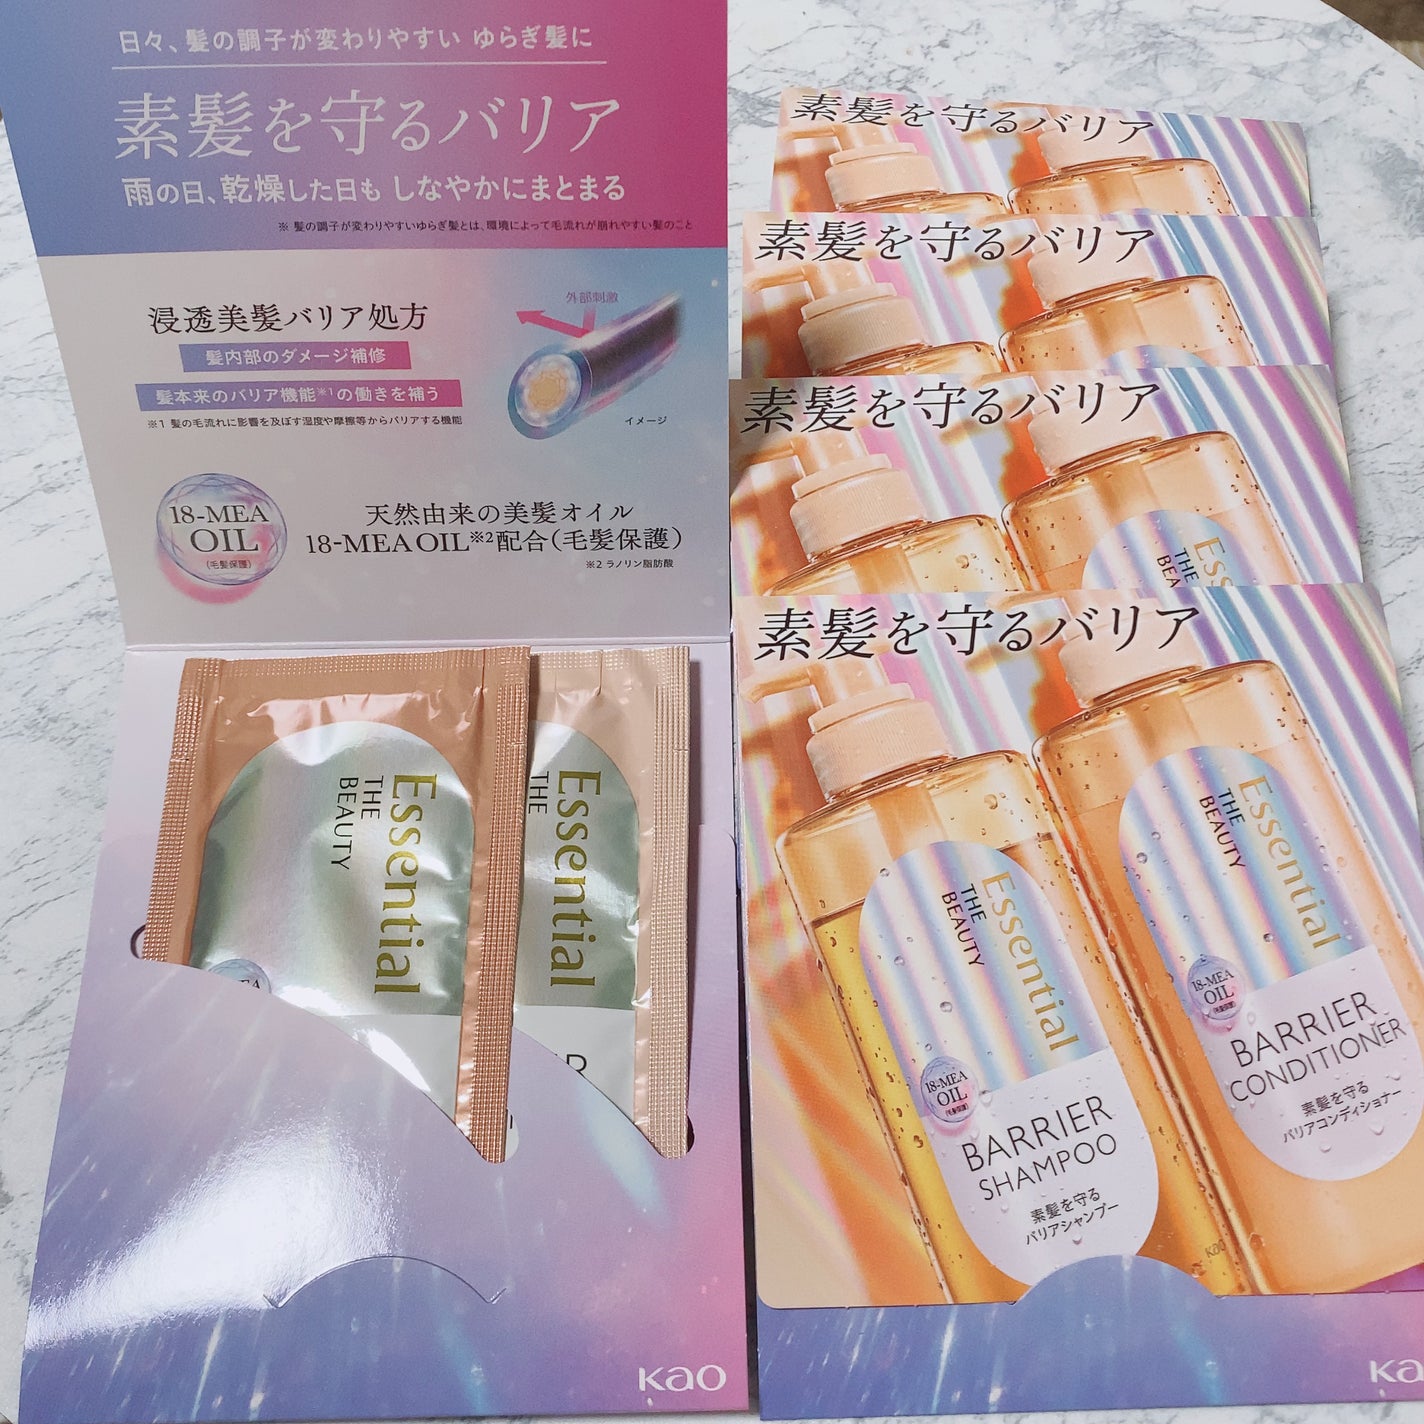 日々、髪の調子が変わりやすい ゆらぎ髪に
素髪を守るバリア
雨の日、乾燥した日も しなやかにまとまる
※ 髪の調子が変わりやすいゆらぎ髪とは、環境によって毛流れが崩れやすい髪のこと
浸透美髪バリア処方
髪内部のダメージ補修
髪本来のバリア機能※1の働きを補う
※1 髪の毛流れに影響を及ぼす湿度や摩擦等からバリアする機能
外部刺激
イメージ
18-MEA
OIL
(毛髪保護)
天然由来の美髪オイル
18-MEA OIL※2配合(毛髪保護)
※2 ラノリン脂肪酸
Essential
THE
BEAUTY
Essential
THE
Kao
素髪を守るバリア
素髪を守るバリア
素髪を守るバリア
Essential
THE
BEAUTY
素髪を守るバリア
Essential
THE
BEAUTY
18-MEA
OIL
(毛髪保護)
BARRIER
SHAMPOO
素髪を守る
バリアシャンプー
Essential
THE
BEAUTY
18-MEA
OIL
(毛髪保護)
BARRIER
CONDITIONER
素髪を守る
バリアコンディショナー
Kao
Ka